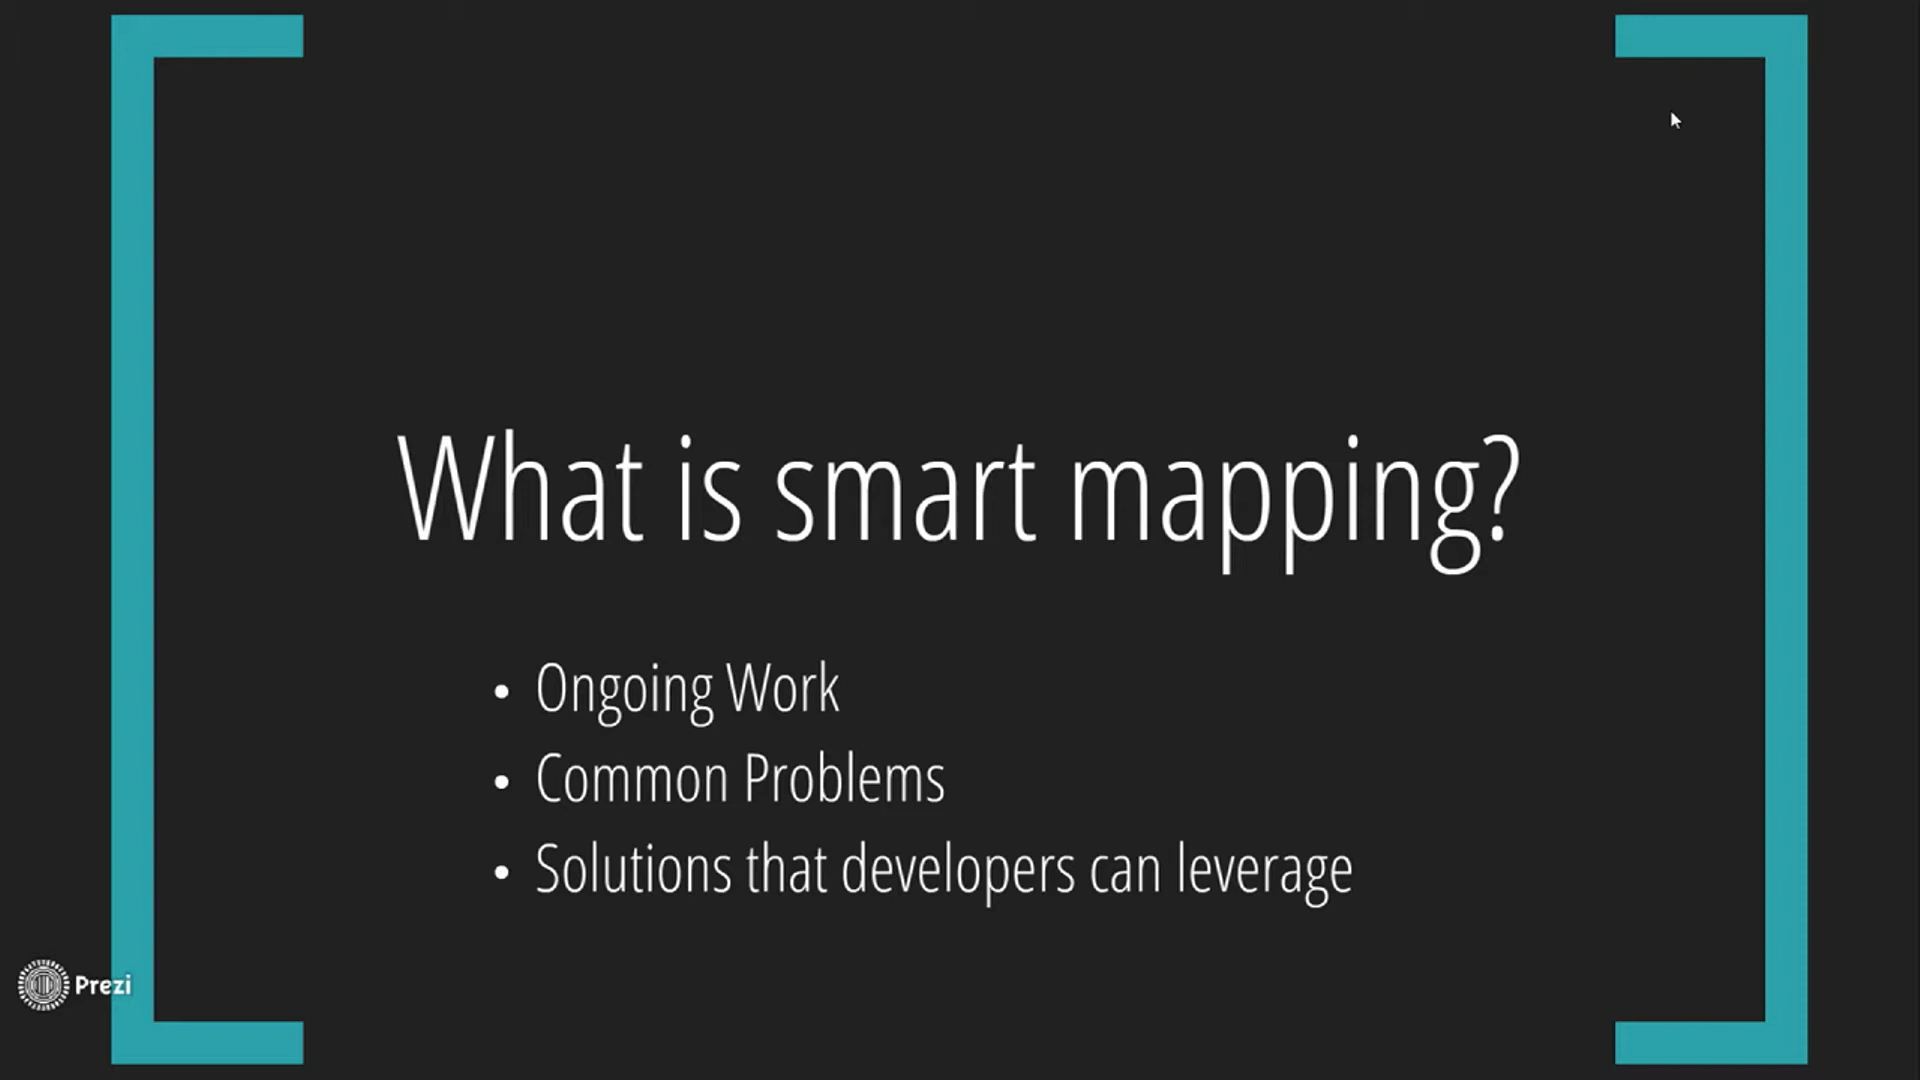 What is smart mapping?
• Ongoing Work
• Common Problems
• Solutions that developers can leverage
Prezi